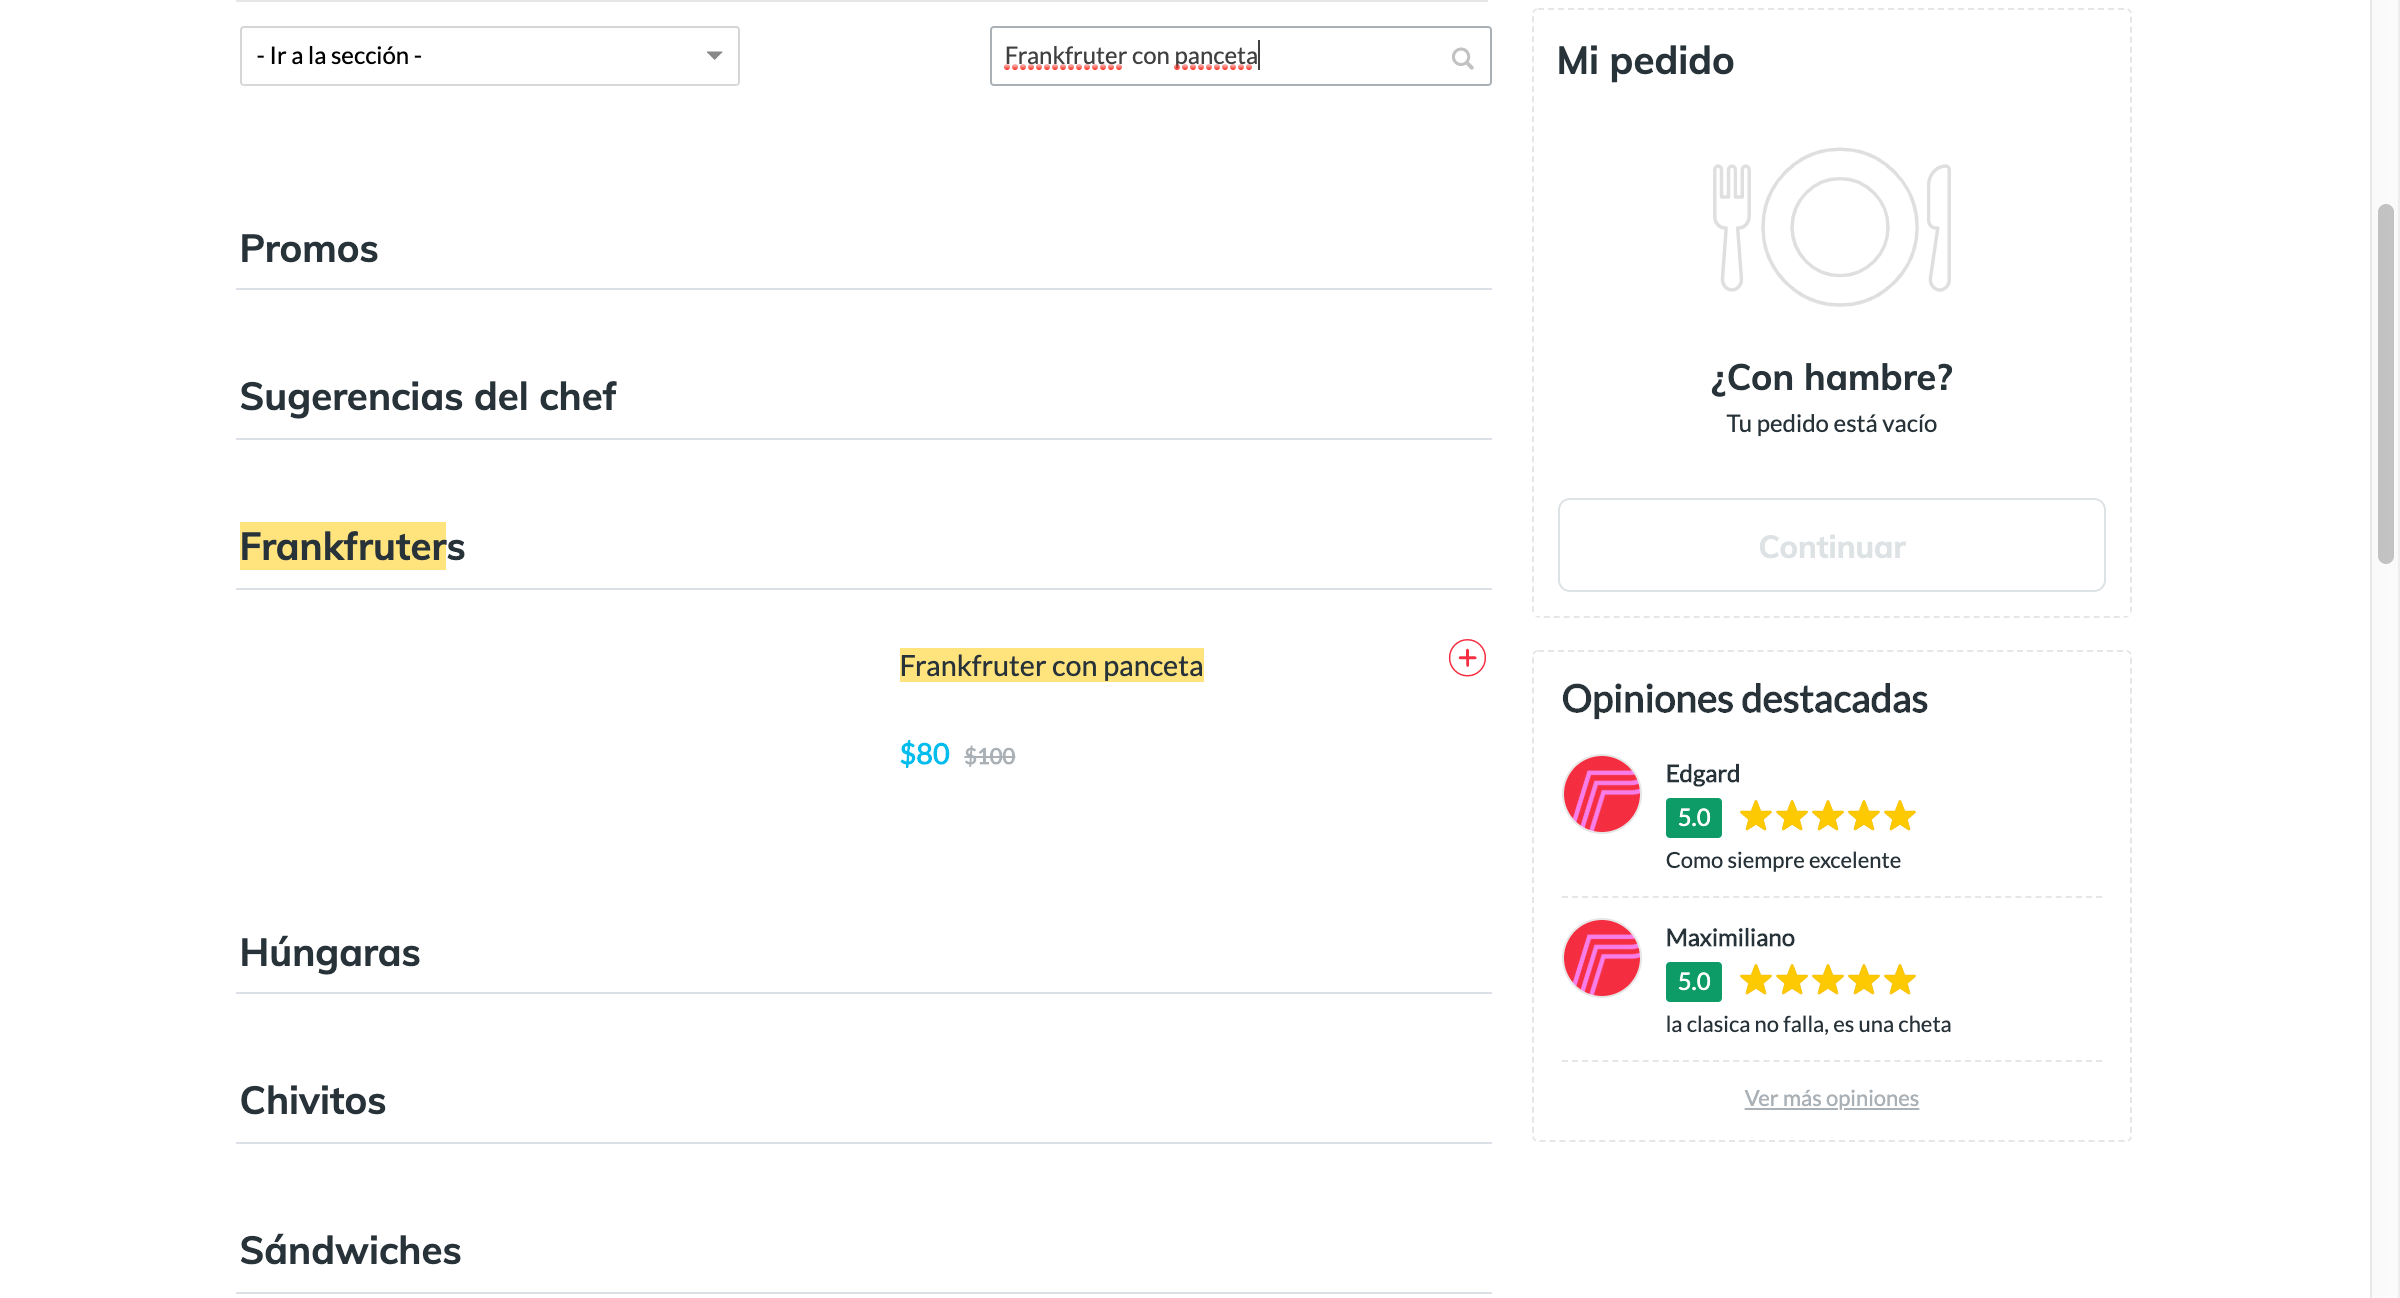 - Ir a la sección -
Frankfruter con panceta
Promos
Sugerencias del chef
Frankfruters
Frankfruter con panceta
$80 $100
Húngaras
Chivitos
Sándwiches
Mi pedido
¿Con hambre?
Tu pedido está vacío
Continuar
Opiniones destacadas
Edgard
5.0
Como siempre excelente
Maximiliano
5.0
la clasica no falla, es una cheta
Ver más opiniones